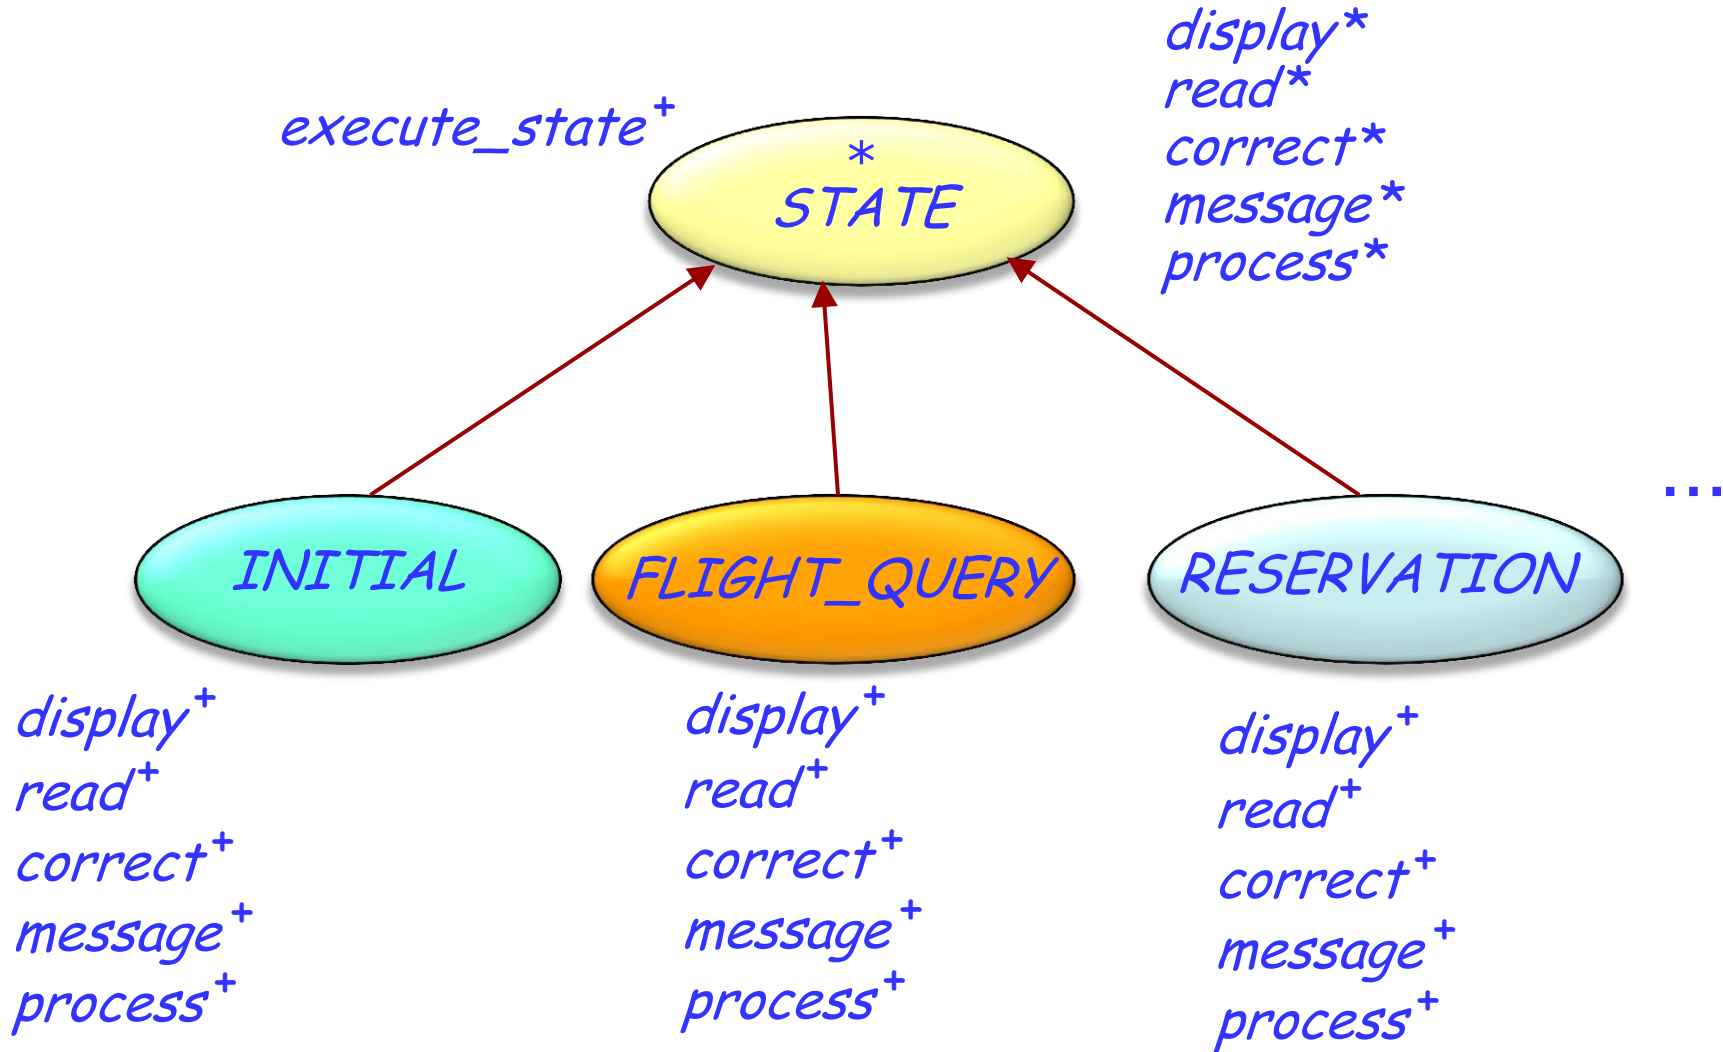 execute_state+
*
STATE
display*
read*
correct*
message*
process*
INITIAL
FLIGHT_QUERY
RESERVATION
...
display+
read+
correct+
message+
process+
display+
read+
correct+
message+
process+
display+
read+
correct+
message+
process+